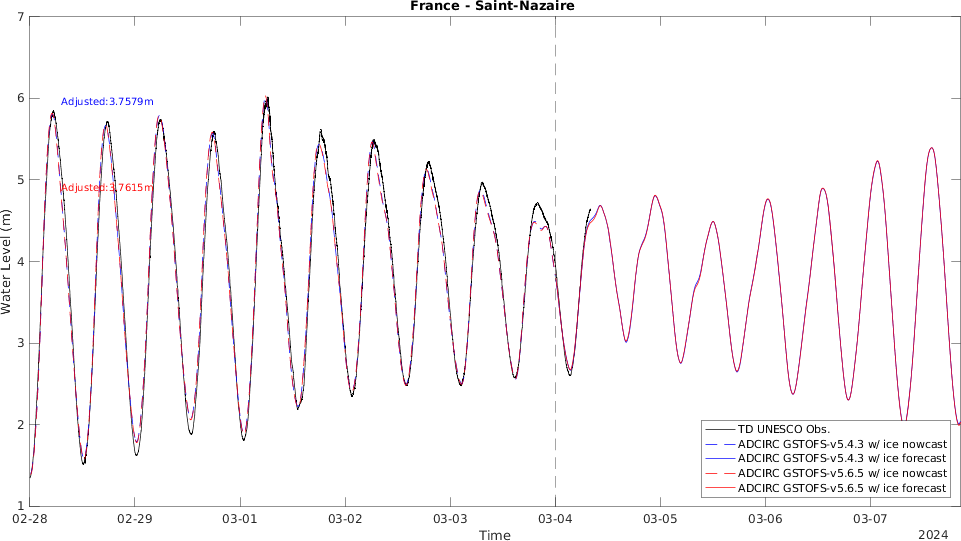 France - Saint-Nazaire
7
6
5
4
3
2
1
Water Level (m)
Adjusted:3.7579m
Adjusted:3.7615m
TD UNESCO Obs.
ADCIRC GSTOFS-v5.4.3 w/ ice nowcast
ADCIRC GSTOFS-v5.4.3 w/ ice forecast
ADCIRC GSTOFS-v5.6.5 w/ ice nowcast
ADCIRC GSTOFS-v5.6.5 w/ ice forecast
02-28 02-29 03-01 03-02 03-03 03-04 03-05 03-06 03-07
Time
2024